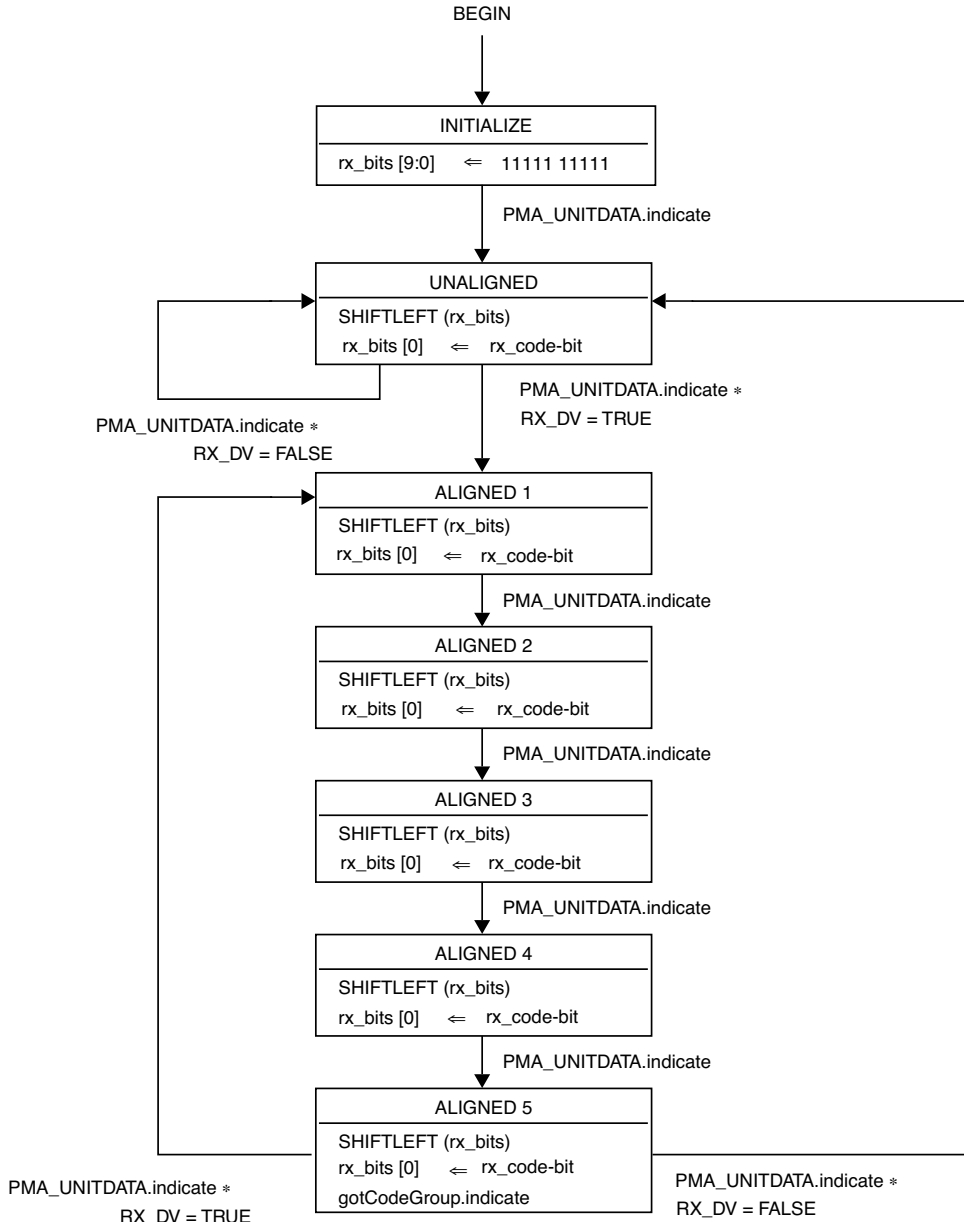 BEGIN
INITIALIZE
rx_bits [9:0] ⇐ 11111 11111
PMA_UNITDATA.indicate
UNALIGNED
SHIFTLEFT (rx_bits)
rx_bits [0] ⇐ rx_code-bit
PMA_UNITDATA.indicate *
RX_DV = FALSE
PMA_UNITDATA.indicate *
RX_DV = TRUE
ALIGNED 1
SHIFTLEFT (rx_bits)
rx_bits [0] ⇐ rx_code-bit
PMA_UNITDATA.indicate
ALIGNED 2
SHIFTLEFT (rx_bits)
rx_bits [0] ⇐ rx_code-bit
PMA_UNITDATA.indicate
ALIGNED 3
SHIFTLEFT (rx_bits)
rx_bits [0] ⇐ rx_code-bit
PMA_UNITDATA.indicate
ALIGNED 4
SHIFTLEFT (rx_bits)
rx_bits [0] ⇐ rx_code-bit
PMA_UNITDATA.indicate
ALIGNED 5
SHIFTLEFT (rx_bits)
rx_bits [0] ⇐ rx_code-bit
gotCodeGroup.indicate
PMA_UNITDATA.indicate *
RX_DV = TRUE
PMA_UNITDATA.indicate *
RX_DV = FALSE